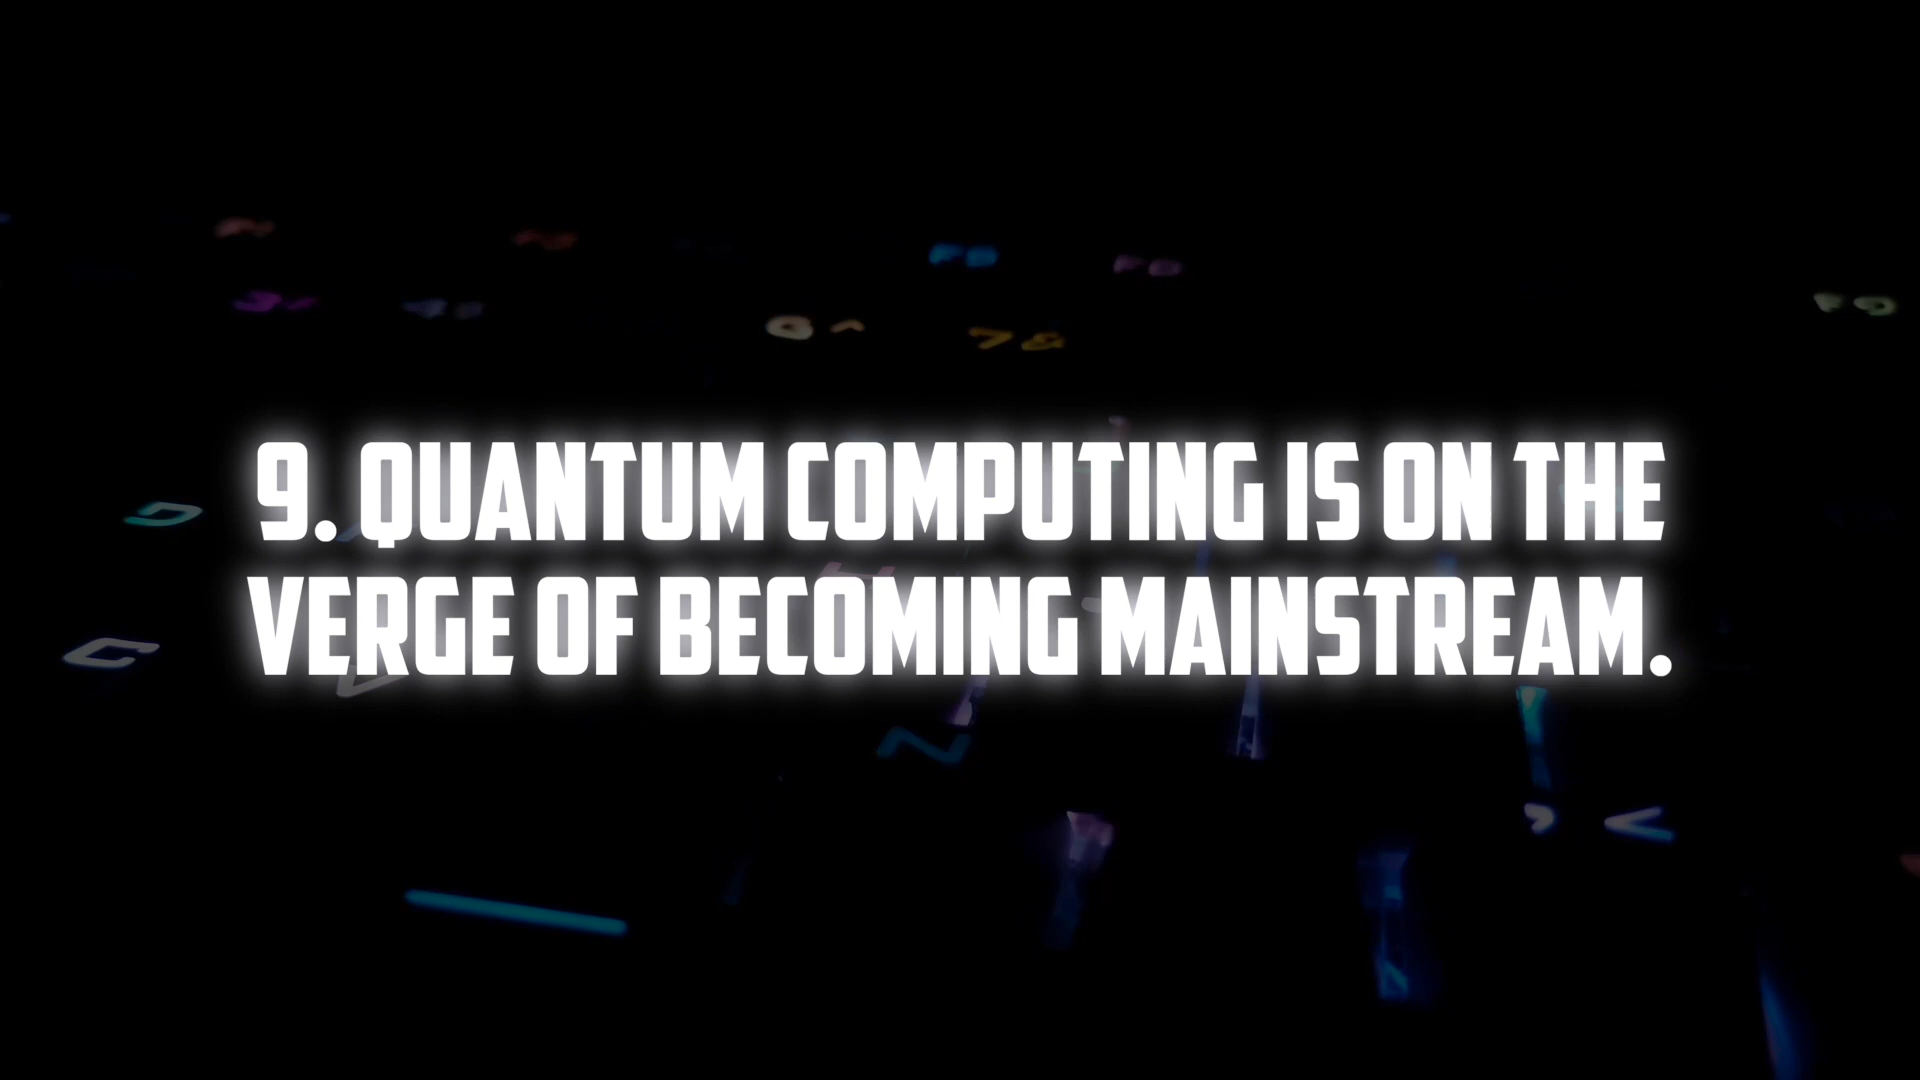 9. QUANTUM COMPUTING IS ON THE
VERGE OF BECOMING MAINSTREAM.